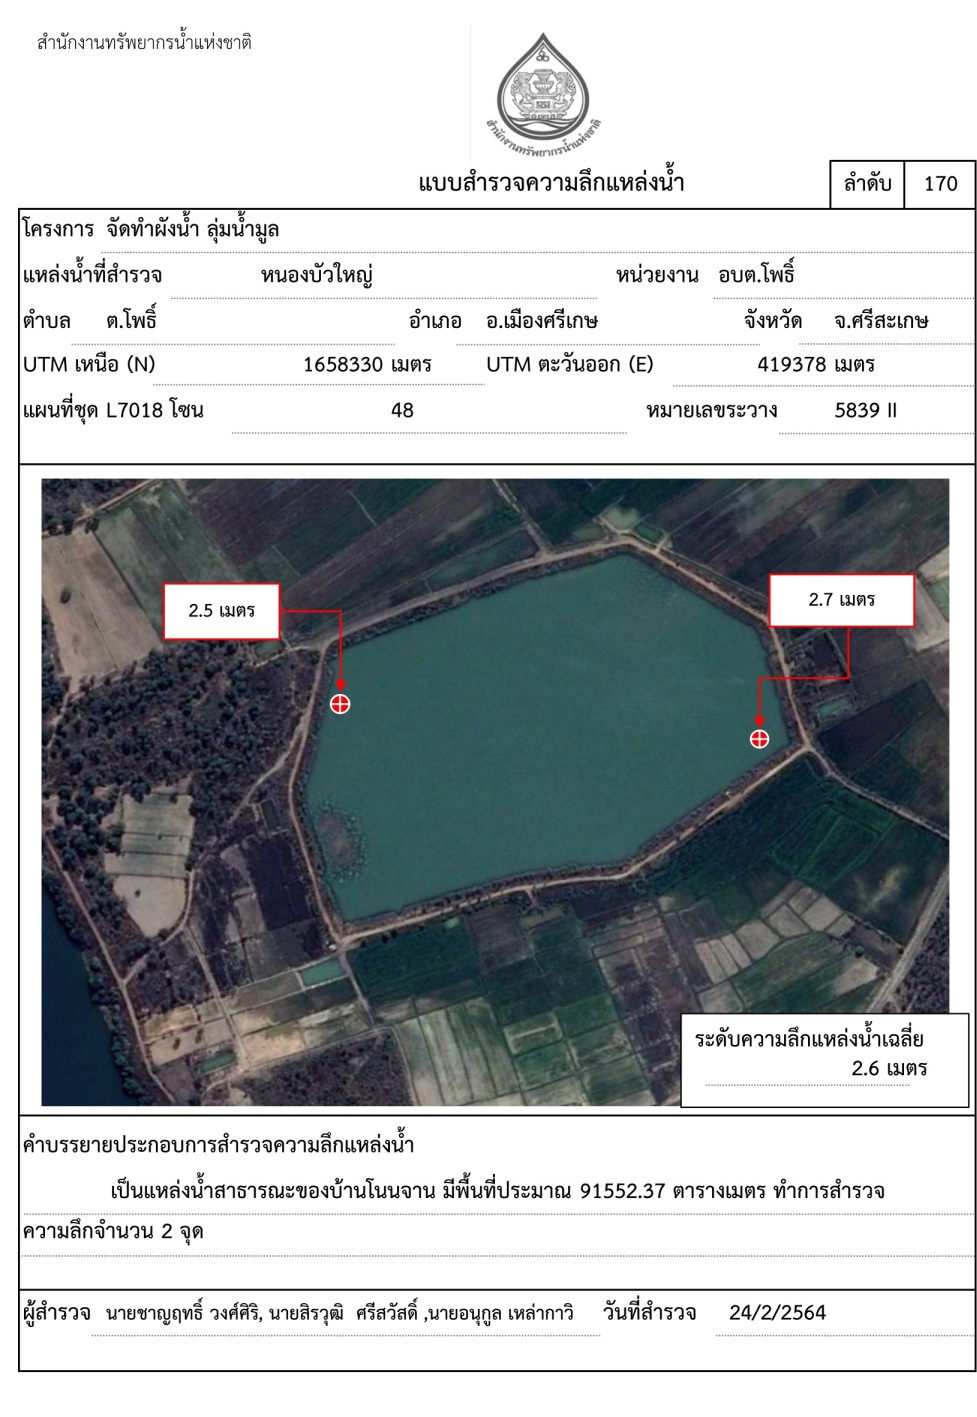 สำนักงานทรัพยากรน้ำแห่งชาติ
สำนักงานทรัพยากรน้ำแห่งชาติ
แบบสำรวจความลึกแหล่งน้ำ
ลำดับ 170
โครงการ จัดทำผังน้ำ ลุ่มน้ำมูล
แหล่งน้ำที่สำรวจ หนองบัวใหญ่ หน่วยงาน อบต.โพธิ์
ตำบล ต.โพธิ์ อำเภอ อ.เมืองศรีเกษ จังหวัด จ.ศรีสะเกษ
UTM เหนือ (N) 1658330 เมตร UTM ตะวันออก (E) 419378 เมตร
แผนที่ชุด L7018 โซน 48 หมายเลขระวาง 5839 II
2.5 เมตร
2.7 เมตร
ระดับความลึกแหล่งน้ำเฉลี่ย
2.6 เมตร
คำบรรยายประกอบการสำรวจความลึกแหล่งน้ำ
เป็นแหล่งน้ำสาธารณะของบ้านโนนจาน มีพื้นที่ประมาณ 91552.37 ตารางเมตร ทำการสำรวจ
ความลึกจำนวน 2 จุด
ผู้สำรวจ นายชาญฤทธิ์ วงศ์ศิริ, นายสิรวุฒิ ศรีสวัสดิ์ ,นายอนุกูล เหล่ากาวิ วันที่สำรวจ 24/2/2564